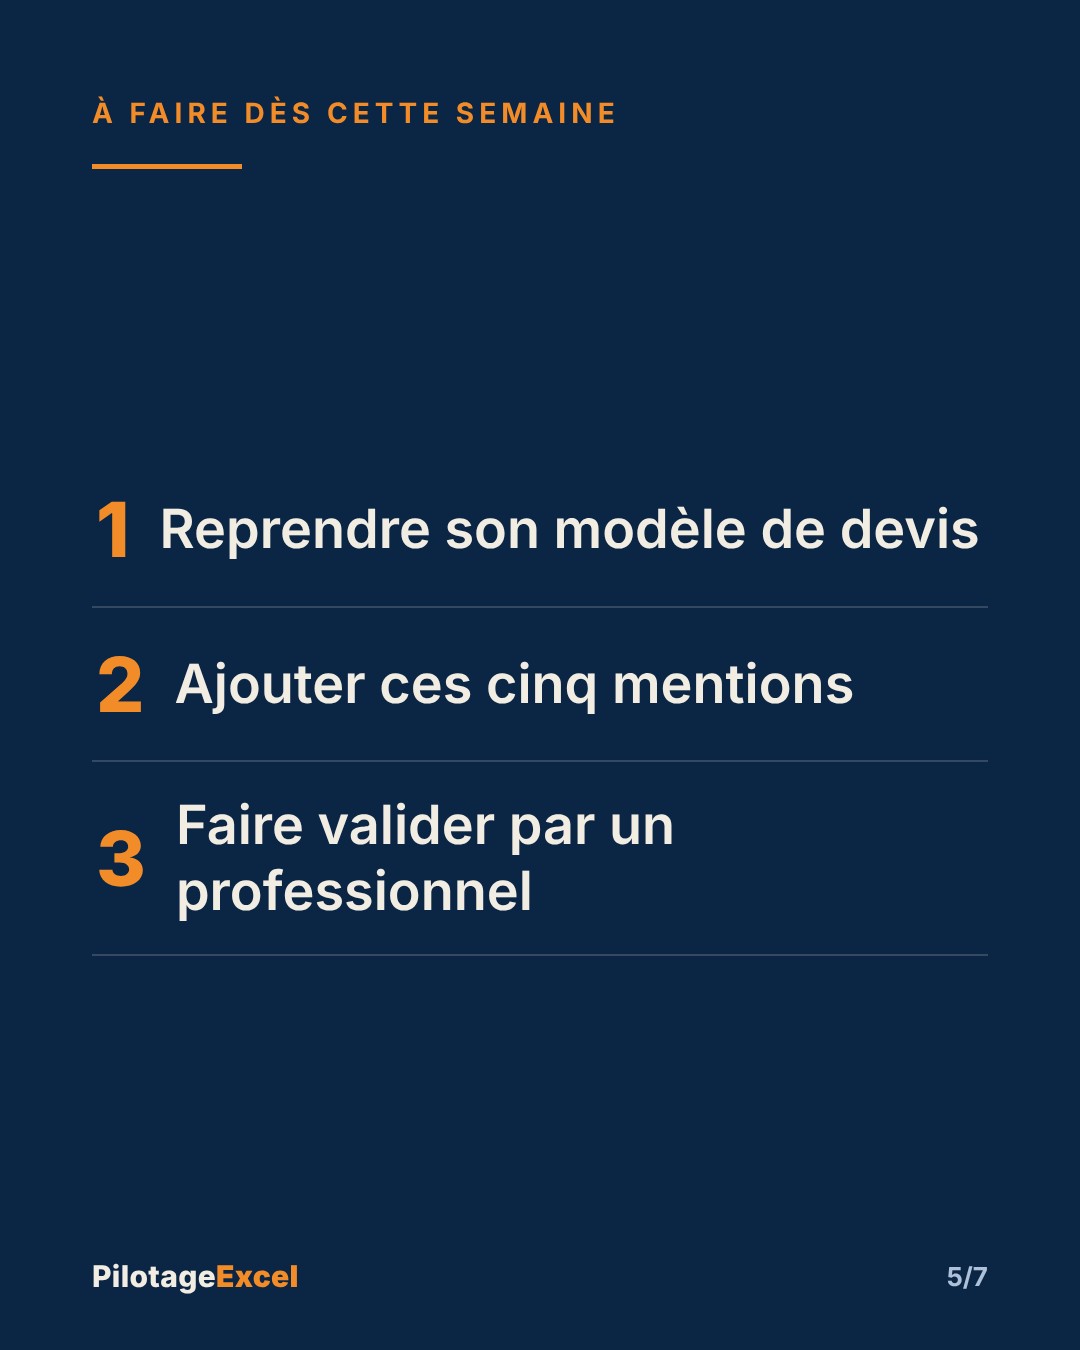 À FAIRE DÈS CETTE SEMAINE
1 Reprendre son modèle de devis
2 Ajouter ces cinq mentions
3 Faire valider par un
professionnel
PilotageExcel
5/7